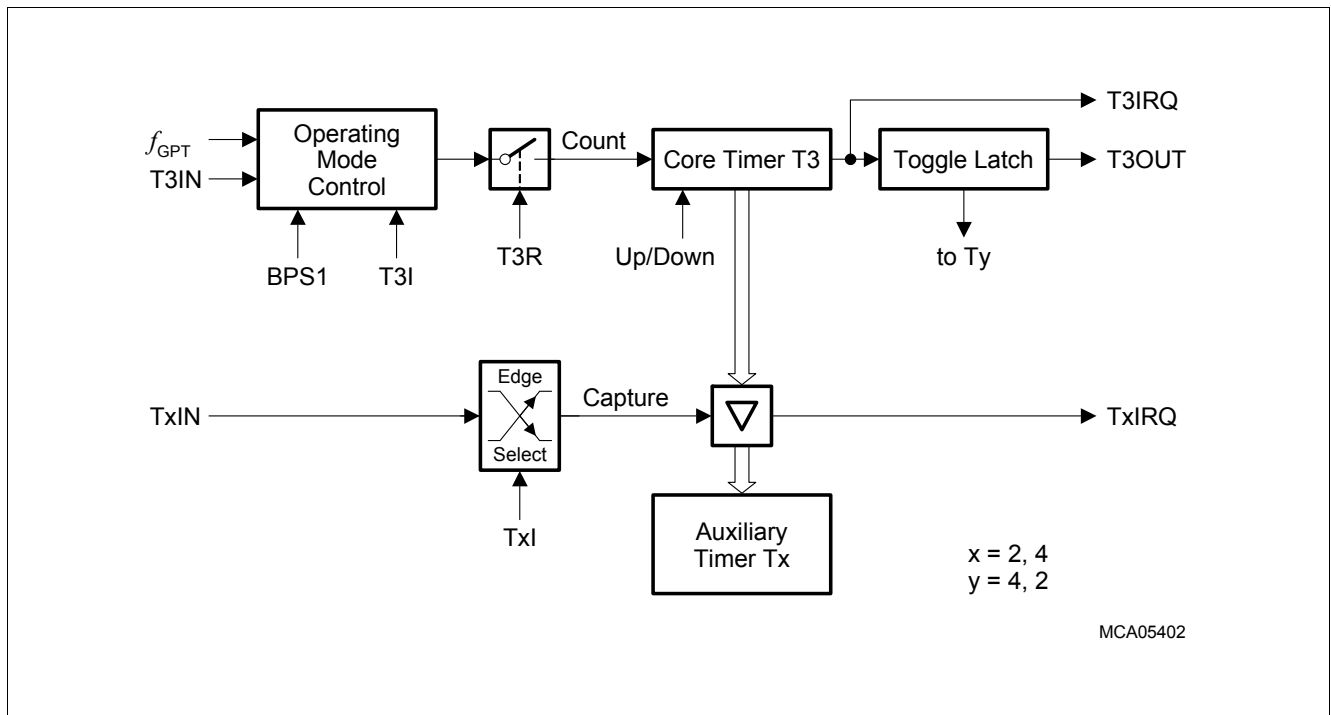 f GPT
T3IN
Operating
Mode
Control
BPS1
T3I
T3R
Count
Core Timer T3
Up/Down
Toggle Latch
to Ty
T3IRQ
T3OUT
TxIN
Edge
Select
TxI
Capture
TxIRQ
Auxiliary
Timer Tx
x = 2, 4
y = 4, 2
MCA05402